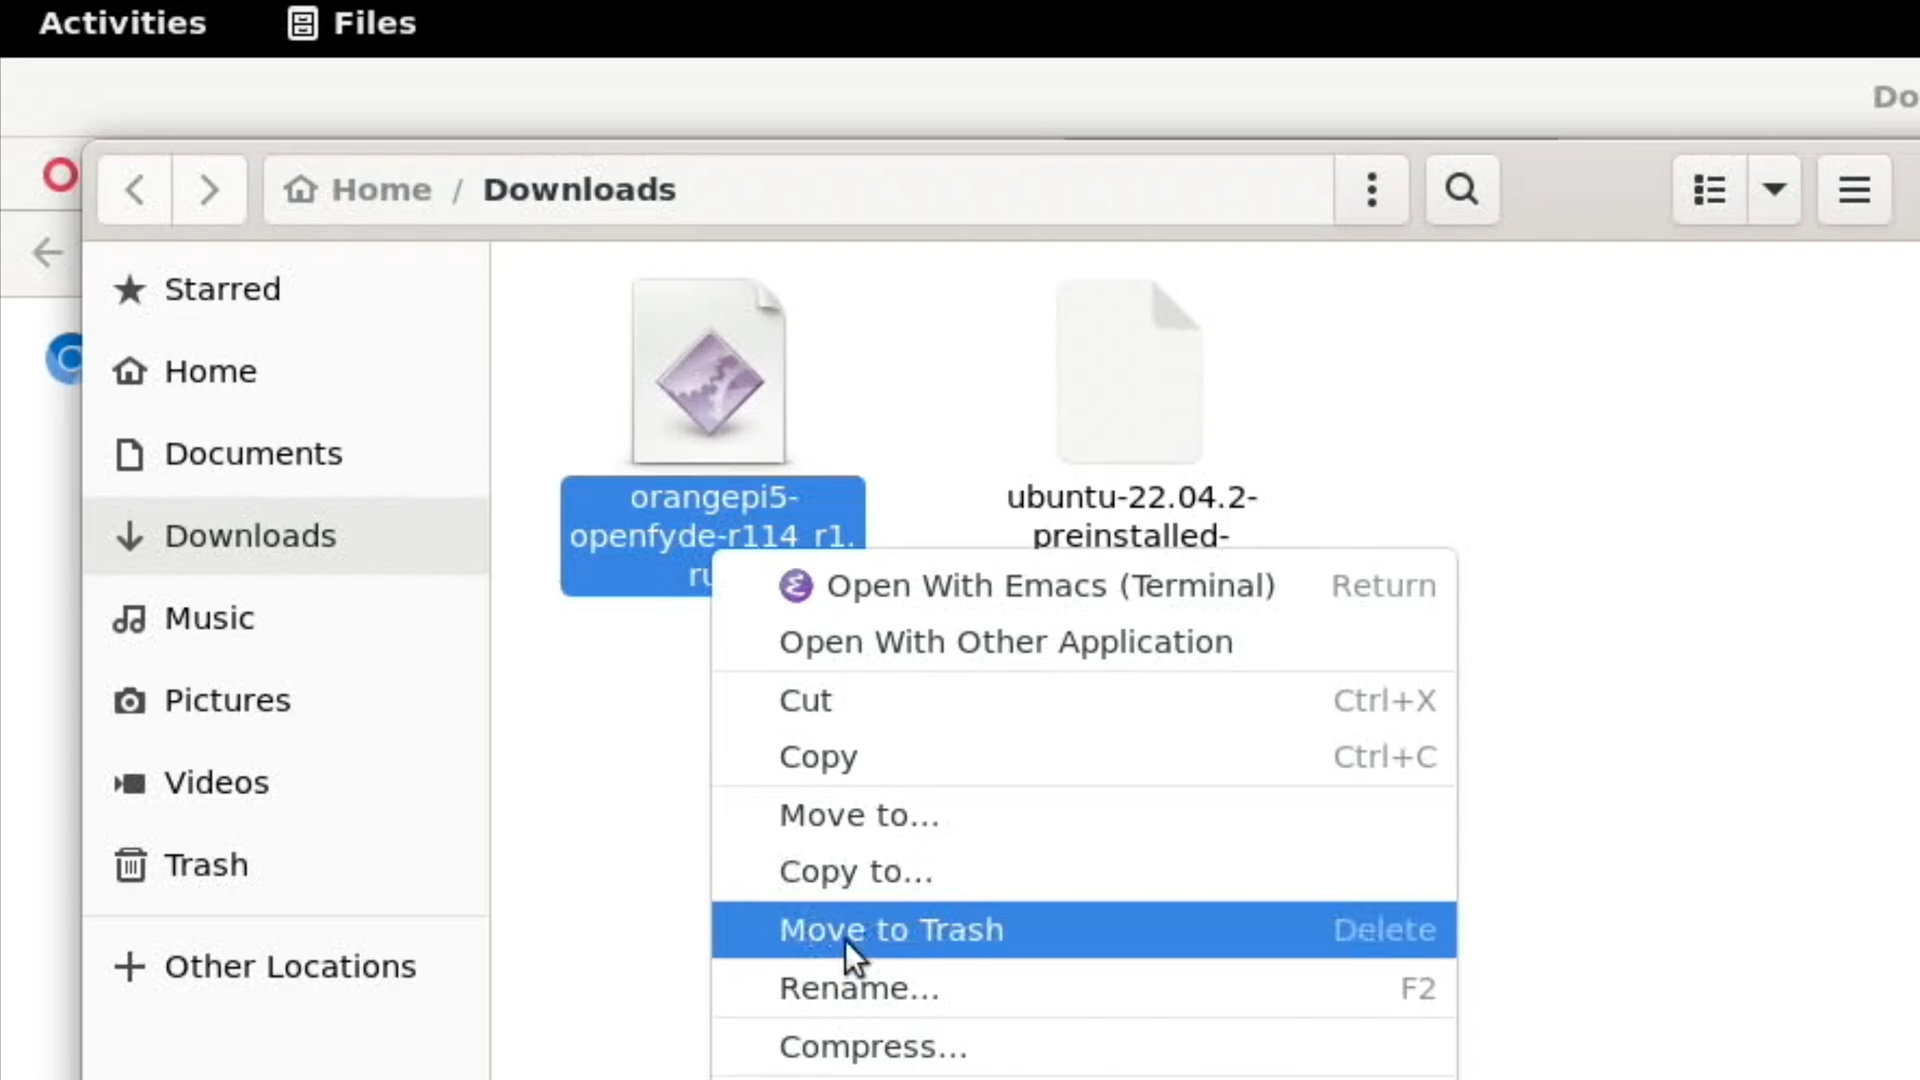 Activities
Files
Do
Home / Downloads
Starred
Home
Documents
Downloads
Music
Pictures
Videos
Trash
Other Locations
orangepi5-
openfyde-r114_r1.
ubuntu-22.04.2-
preinstalled-
Open With Emacs (Terminal) Return
Open With Other Application
Cut Ctrl+X
Copy Ctrl+C
Move to...
Copy to...
Move to Trash Delete
Rename... F2
Compress...